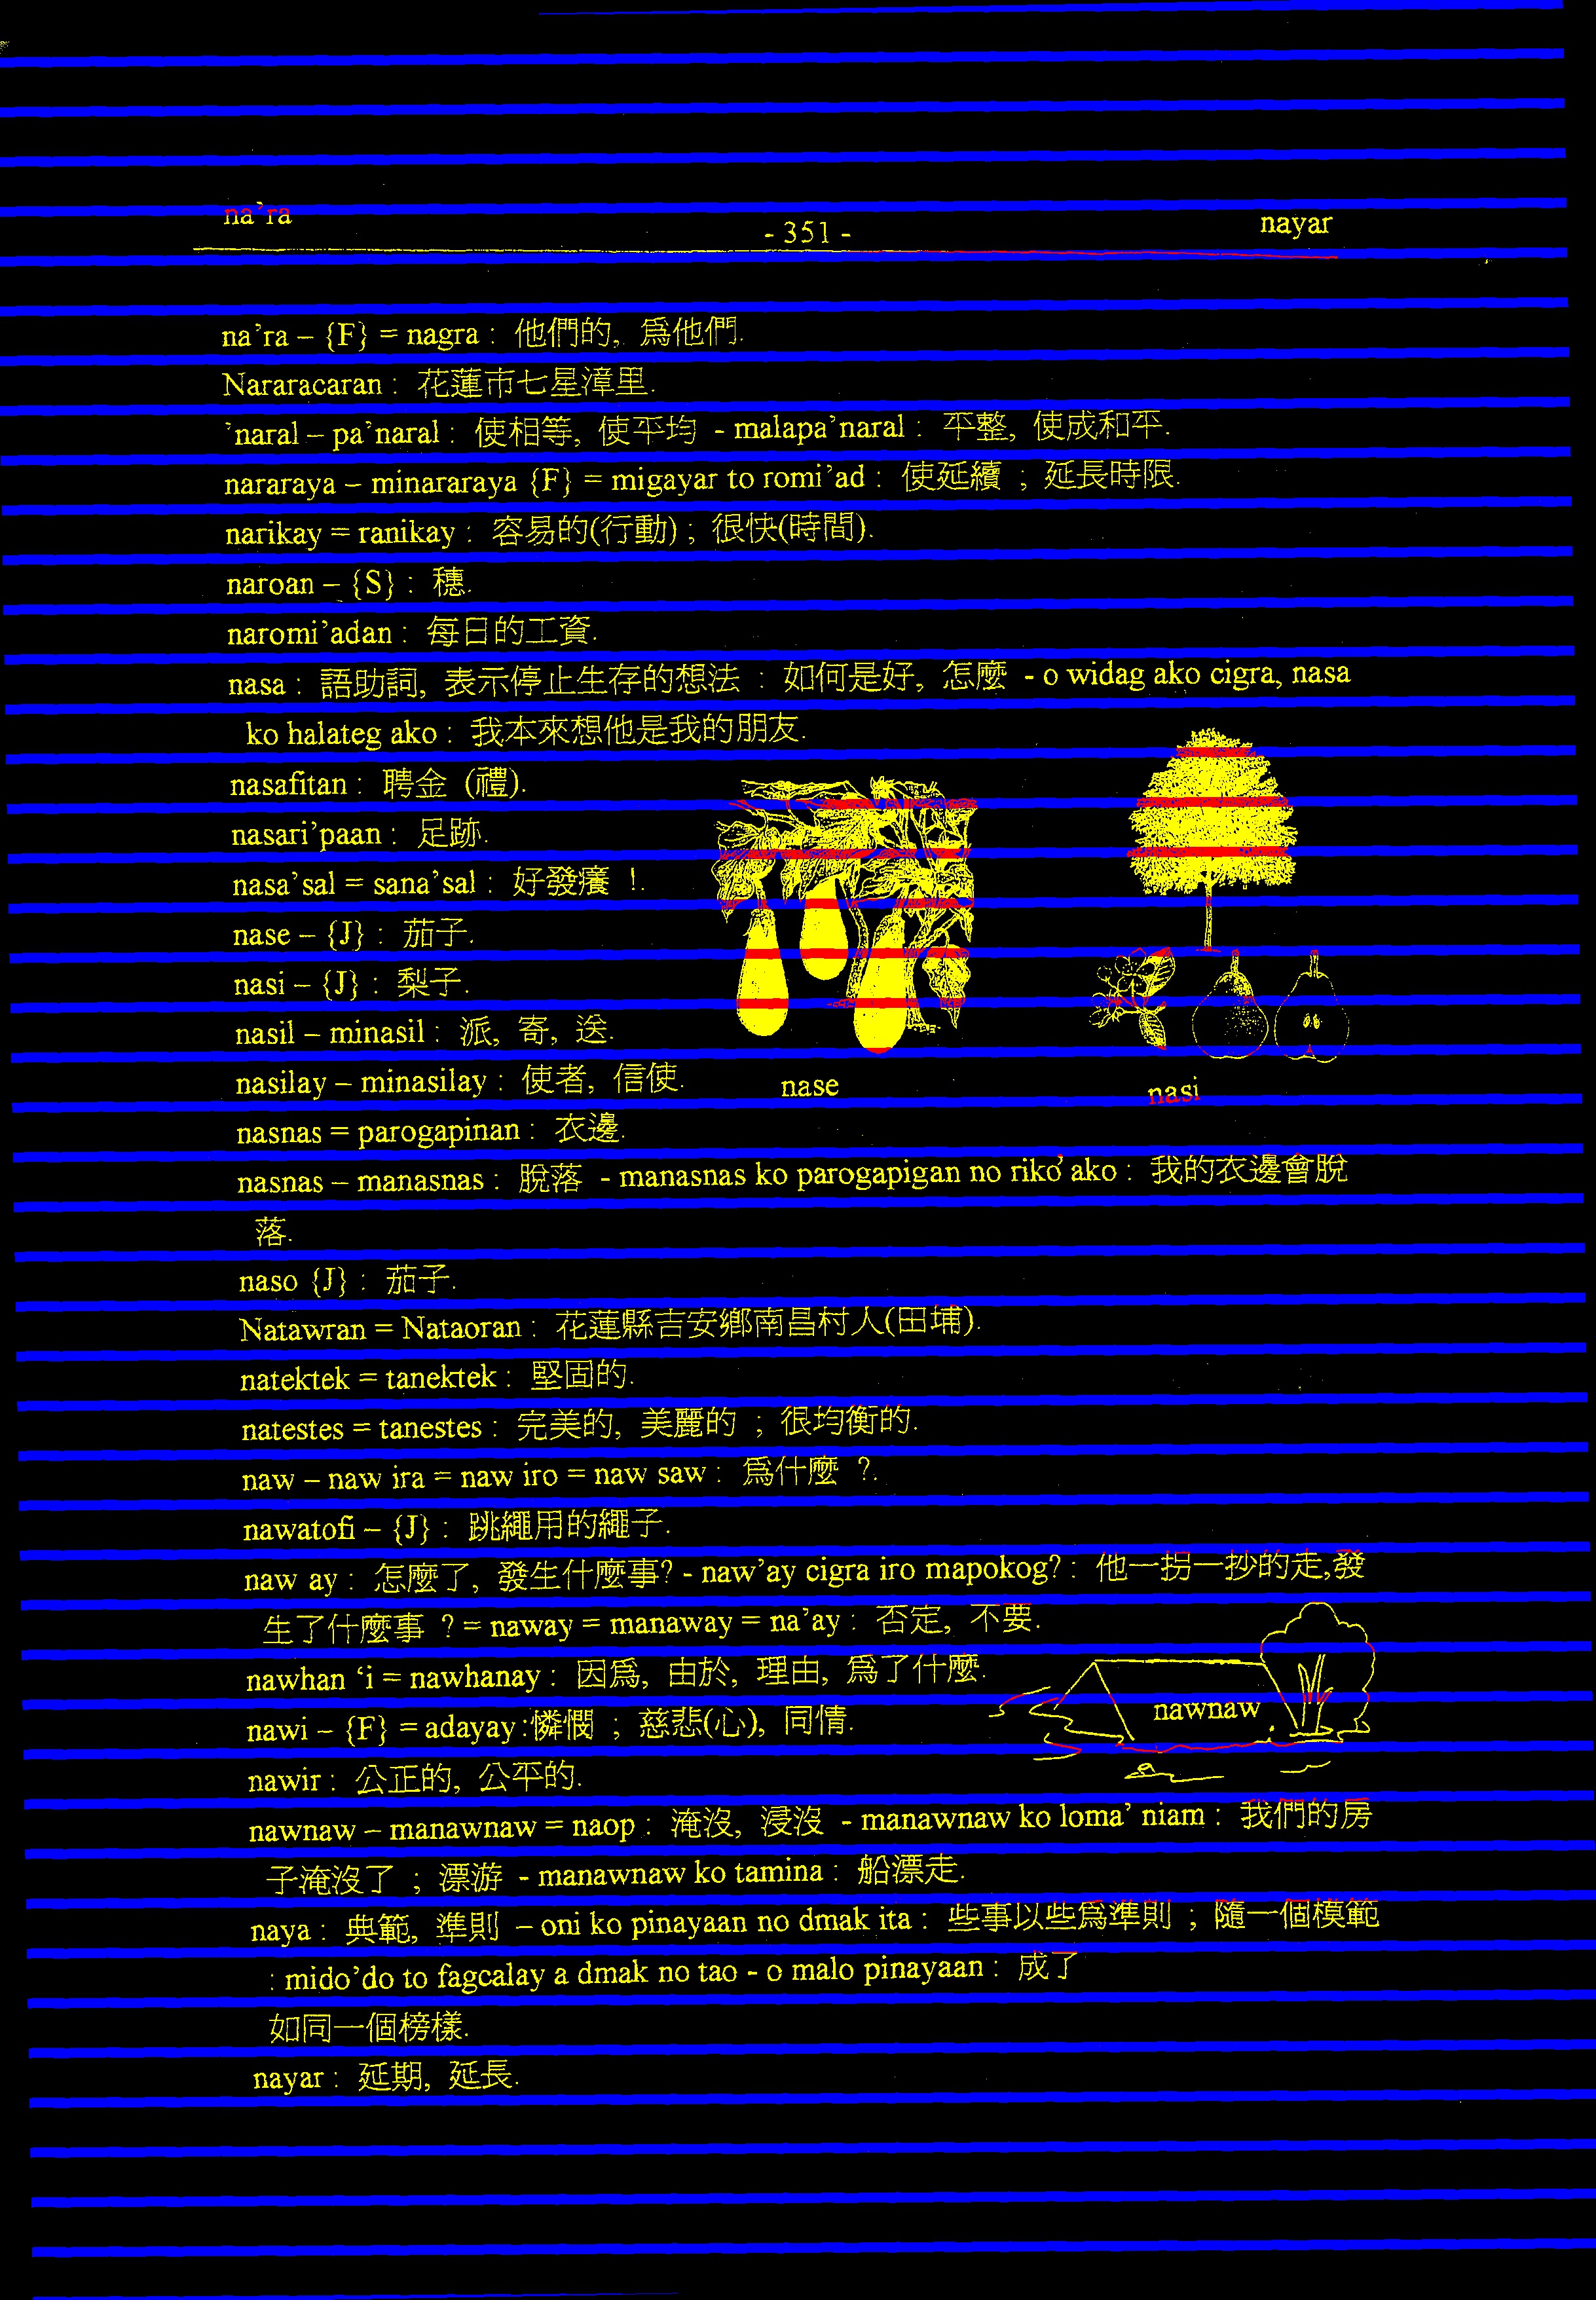 na’ra
- 351 -
nayar
na’ra – {F} = nagra : 他們的, 爲他們.
Nararacaran : 花蓮市七星漳里.
’naral – pa’naral : 使相等, 使平均 - malapa’naral : 平整, 使成和平.
nararaya – minararaya {F} = migayar to romi’ad : 使延續 ; 延長時限.
narikay = ranikay : 容易的(行動) ; 很快(時間).
naroan – {S} : 穗.
naromi’adan : 每日的工資.
nasa : 語助詞, 表示停止生存的想法 : 如何是好, 怎麼 - o widag ako cigra, nasa
ko halateg ako : 我本來想他是我的朋友.
nasafitan : 聘金 (禮).
nasari’paan : 足跡.
nasa’sal = sana’sal : 好發癢 !.
nase – {J} : 茄子.
nasi – {J} : 梨子.
nasil – minasil : 派, 寄, 送.
nasilay – minasilay : 使者, 信使.
nase
nasi
nasnas = parogapinan : 衣邊.
nasnas – manasnas : 脫落 - manasnas ko parogapigan no riko’ ako : 我的衣邊會脫
落.
naso {J} : 茄子.
Natawran = Nataoran : 花蓮縣吉安鄉南昌村人(田埔).
natektek = tanektek : 堅固的.
natestes = tanestes : 完美的, 美麗的 ; 很均衡的.
naw – naw ira = naw iro = naw saw : 爲什麼 ?.
nawatofi – {J} : 跳繩用的繩子.
naw ay : 怎麼了, 發生什麼事? - naw’ay cigra iro mapokog? : 他一拐一抄的走,發
生了什麼事 ? = naway = manaway = na’ay : 否定, 不要.
nawhan ‘i = nawhanay : 因爲, 由於, 理由, 爲了什麼.
nawi – {F} = adayay :憐憫 ; 慈悲(心), 同情.
nawnaw
nawir : 公正的, 公平的.
nawnaw – manawnaw = naop : 淹沒, 浸沒 - manawnaw ko loma’ niam : 我們的房
子淹沒了 ; 漂游 - manawnaw ko tamina : 船漂走.
naya : 典範, 準則 – oni ko pinayaan no dmak ita : 些事以些爲準則 ; 隨一個模範
: mido’do to fagcalay a dmak no tao - o malo pinayaan : 成了
如同一個榜樣.
nayar : 延期, 延長.